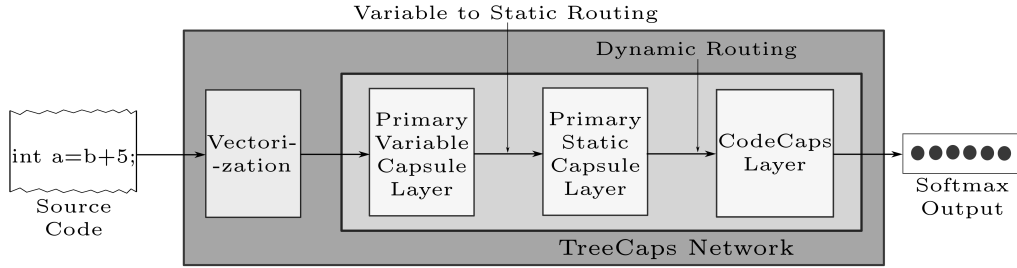 Variable to Static Routing
Dynamic Routing
int a=b+5;
Source
Code
Vectori-
-zation
Primary
Variable
Capsule
Layer
Primary
Static
Capsule
Layer
CodeCaps
Layer
Softmax
Output
TreeCaps Network